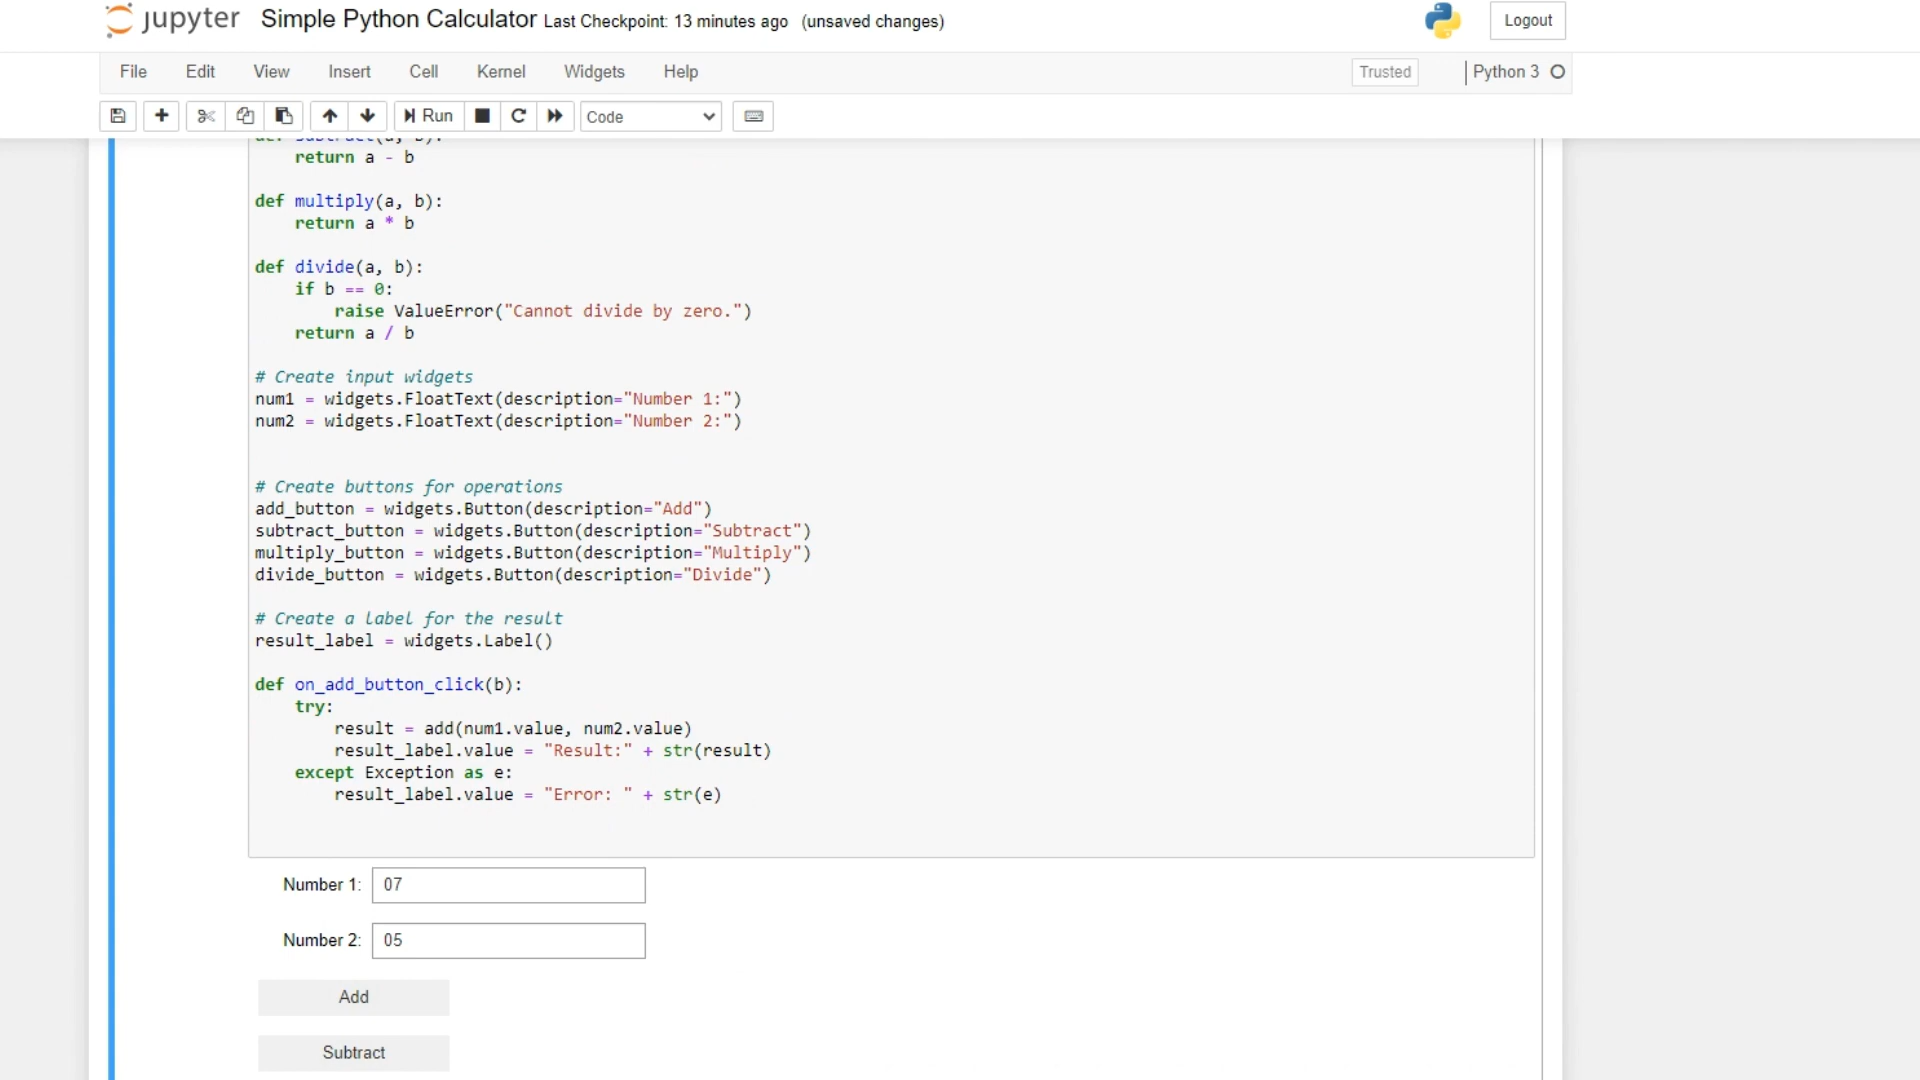 jupyter Simple Python Calculator Last Checkpoint: 13 minutes ago (unsaved changes)
Logout
File Edit View Insert Cell Kernel Widgets Help
Trusted
Python 3
Run
Code
def subtract(a, b):
return a - b
def multiply(a, b):
return a * b
def divide(a, b):
if b == 0:
raise ValueError("Cannot divide by zero.")
return a / b
# Create input widgets
num1 = widgets.FloatText(description="Number 1:")
num2 = widgets.FloatText(description="Number 2:")
# Create buttons for operations
add_button = widgets.Button(description="Add")
subtract_button = widgets.Button(description="Subtract")
multiply_button = widgets.Button(description="Multiply")
divide_button = widgets.Button(description="Divide")
# Create a label for the result
result_label = widgets.Label()
def on_add_button_click(b):
try:
result = add(num1.value, num2.value)
result_label.value = "Result:" + str(result)
except Exception as e:
result_label.value = "Error: " + str(e)
Number 1: 07
Number 2: 05
Add
Subtract